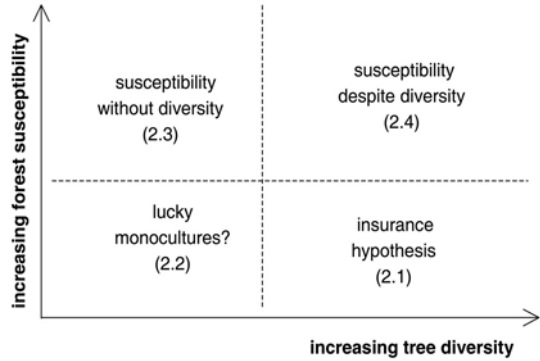 increasing forest susceptibility
susceptibility
without diversity
(2.3)
susceptibility
despite diversity
(2.4)
lucky
monocultures?
(2.2)
insurance
hypothesis
(2.1)
increasing tree diversity